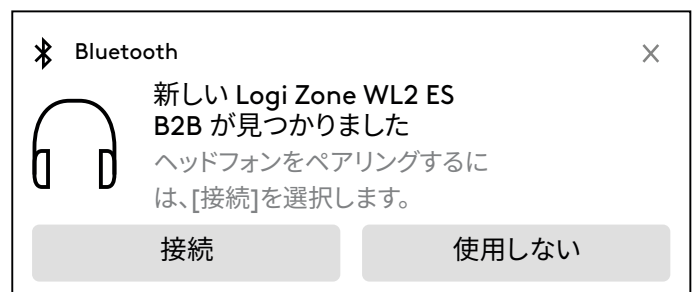 Bluetooth
新しい Logi Zone WL2 ES
B2B が見つかりました
ヘッドフォンをペアリングするに
は、[接続]を選択します。
接続
使用しない